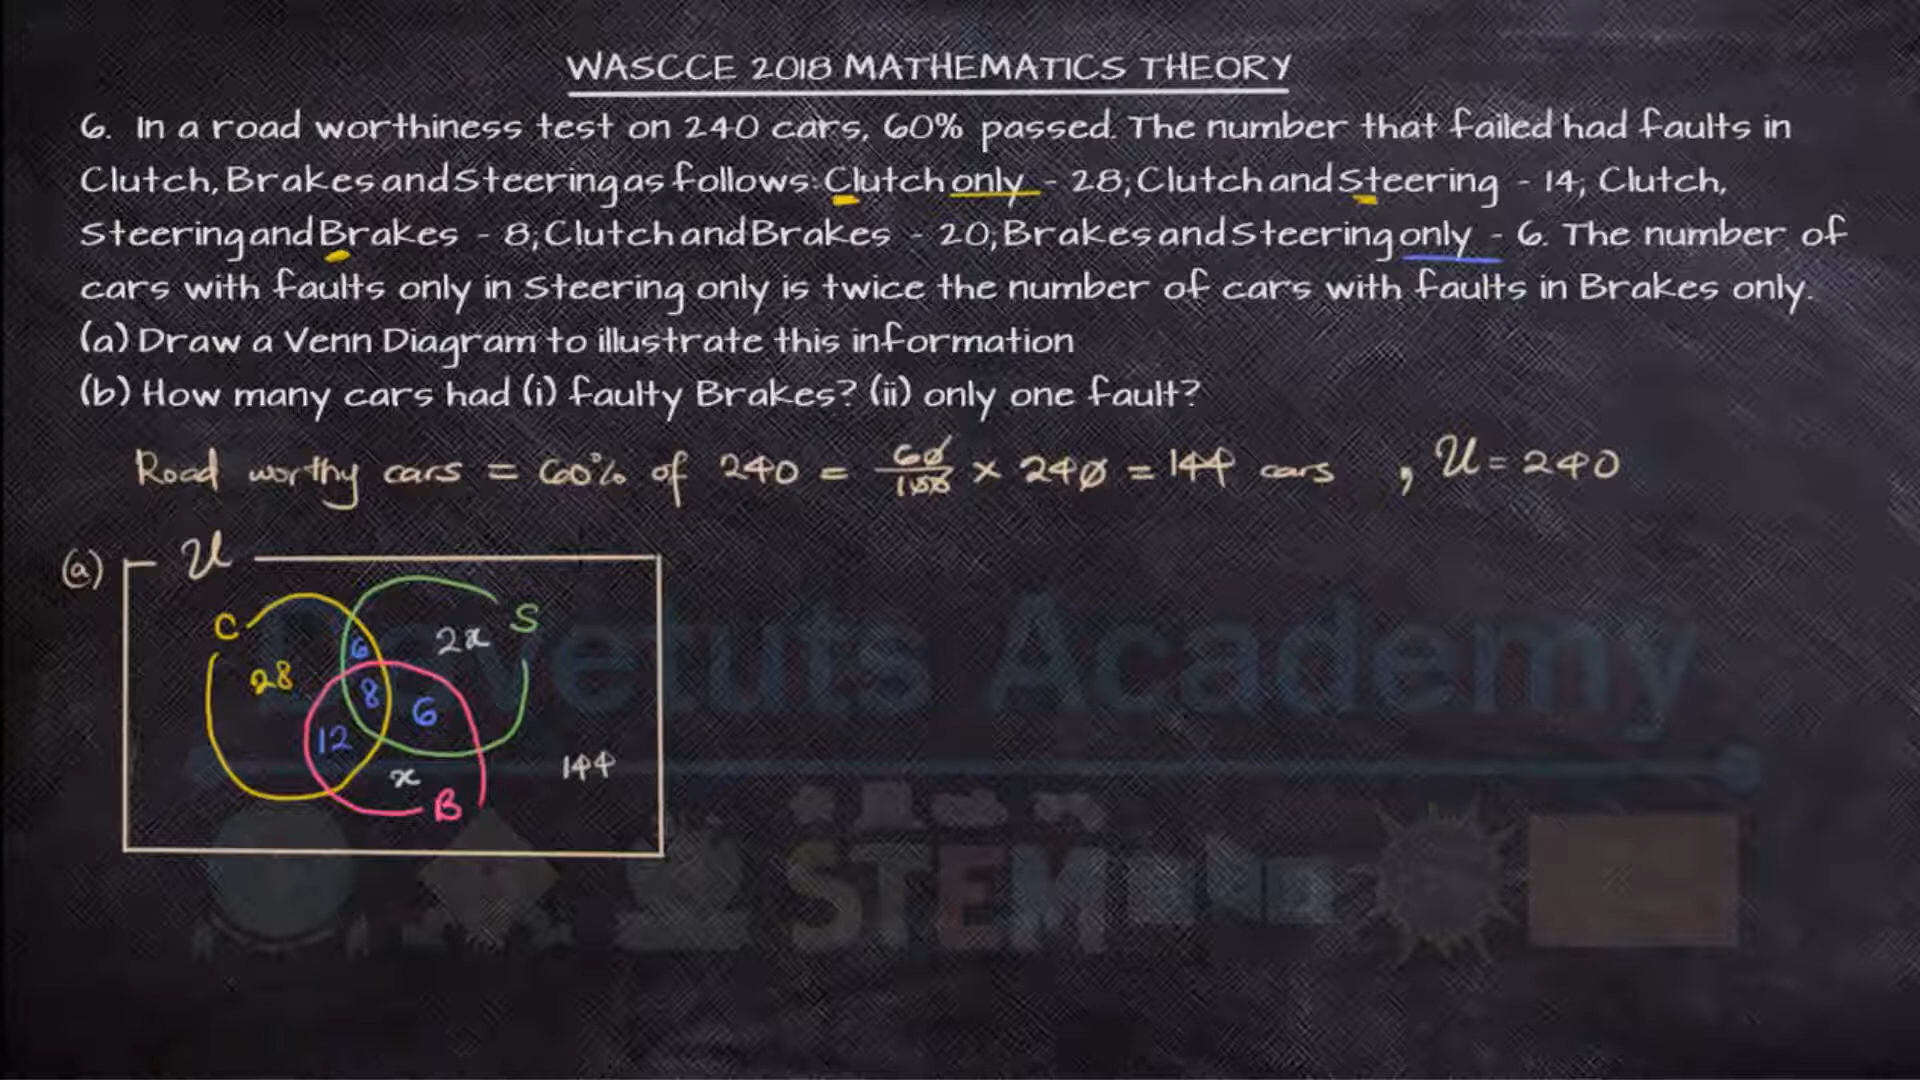 WASCCE 2018 MATHEMATICS THEORY
6. In a road worthiness test on 240 cars, 60% passed. The number that failed had faults in
Clutch, Brakes and Steering as follows: Clutch only - 28; Clutch and Steering - 14; Clutch,
Steering and Brakes - 8; Clutch and Brakes - 20; Brakes and Steering only - 6. The number of
cars with faults only in Steering only is twice the number of cars with faults in Brakes only.
(a) Draw a Venn Diagram to illustrate this information
(b) How many cars had (i) faulty Brakes? (ii) only one fault?
Road worthy cars = 60% of 240 = 60/100 × 240 = 144 cars , U = 240
(a) U
C S
6 2x
28
8 6
12
x 144
B
Dovetuts Academy
STEM